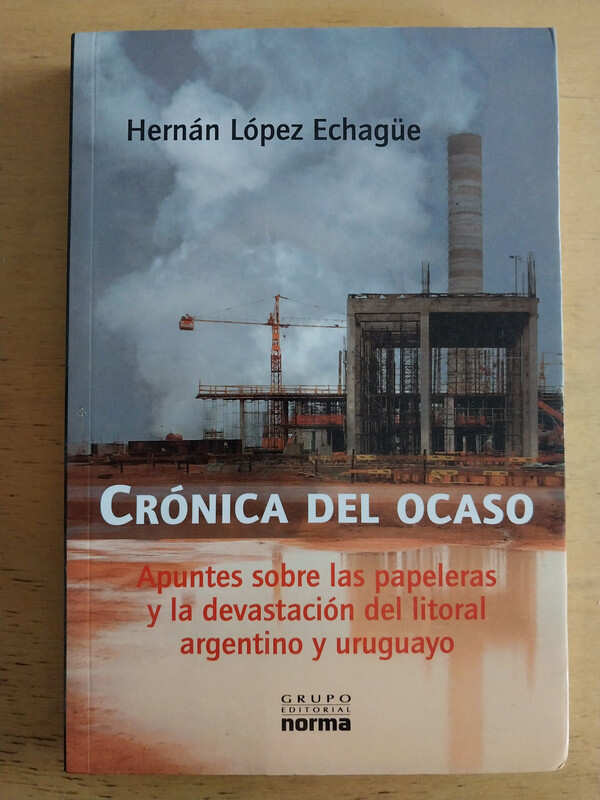 Hernán López Echagüe
CRÓNICA DEL OCASO
Apuntes sobre las papeleras
y la devastación del litoral
argentino y uruguayo
GRUPO
EDITORIAL
norma